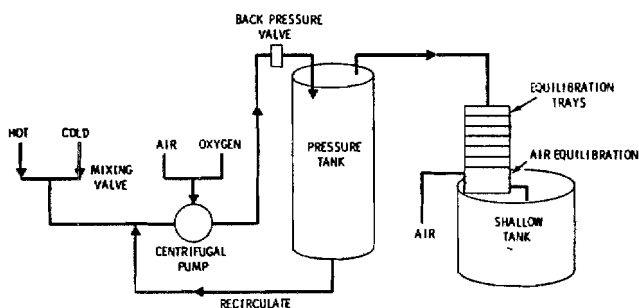 BACK PRESSURE
VALVE
EQUILIBRATION
TRAYS
HOT
COLD
AIR
OXYGEN
PRESSURE
TANK
AIR EQUILIBRATION
MIXING
VALVE
SHALLOW
TANK
AIR
CENTRIFUGAL
PUMP
RECIRCULATE